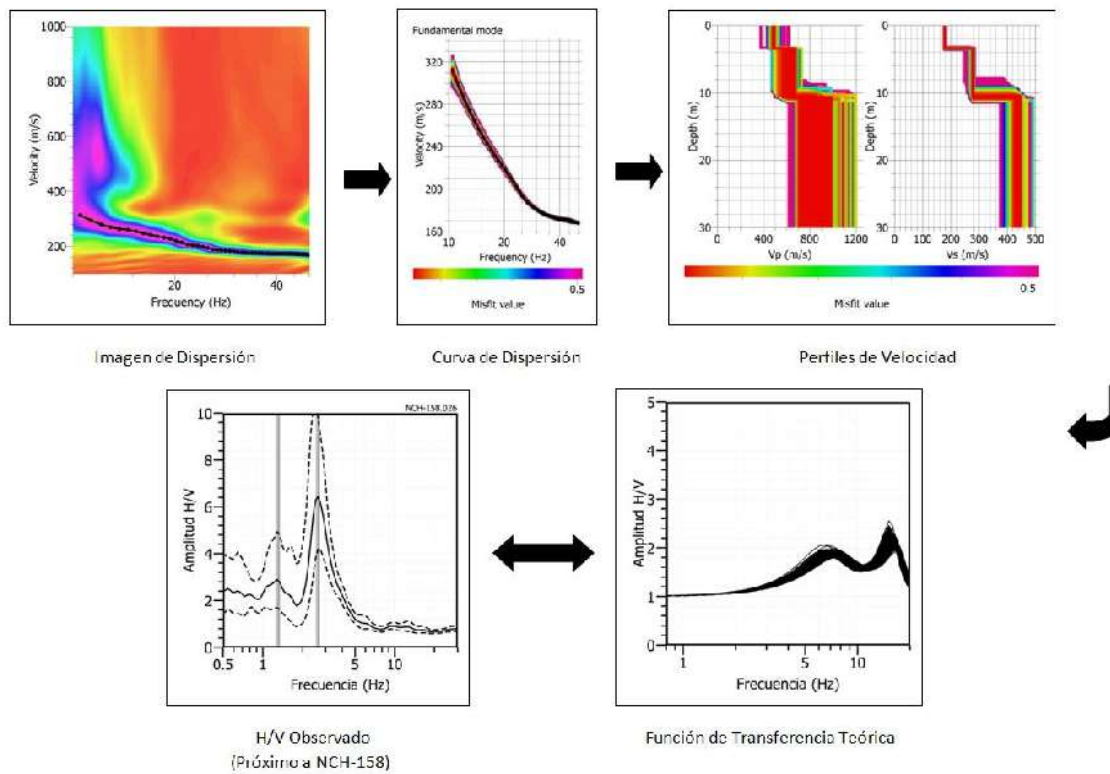 1000
800
600
400
200
Velocity (m/s)
20
40
Frecuency (Hz)
Imagen de Dispersión
Fundamental mode
320
280
240
200
160
Velocity (m/s)
10
20
40
Frequency (Hz)
0.5
Misfit value
Curva de Dispersión
0
10
20
30
Depth (m)
0
400
800
1200
Vp (m/s)
0
10
20
30
Depth (m)
0
100
200
300
400
500
Vs (m/s)
0.5
Misfit value
Perfiles de Velocidad
NCH-158.026
10
8
6
4
2
0
Amplitud H/V
0.5
1
5
10
Frecuencia (Hz)
H/V Observado
(Próximo a NCH-158)
5
4
3
2
1
0
Amplitud H/V
1
5
10
Frecuencia (Hz)
Función de Transferencia Teórica